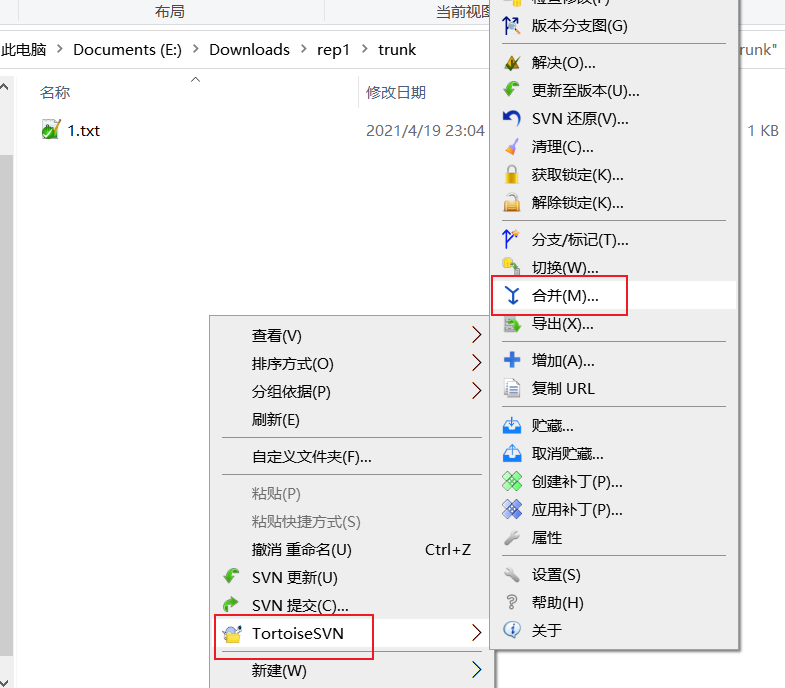 布局
当前视图
此电脑 > Documents (E:) > Downloads > rep1 > trunk
trunk"
名称
修改日期
1.txt
2021/4/19 23:04
1 KB
查看(V)
排序方式(O)
分组依据(P)
刷新(E)
自定义文件夹(F)...
粘贴(P)
粘贴快捷方式(S)
撤消 重命名(U)
Ctrl+Z
SVN 更新(U)
SVN 提交(C)...
TortoiseSVN
新建(W)
检查修改(F)
版本分支图(G)
解决(O)...
更新至版本(U)...
SVN 还原(V)...
清理(C)...
获取锁定(K)...
解除锁定(K)...
分支/标记(T)...
切换(W)...
合并(M)...
导出(X)...
增加(A)...
复制 URL
贮藏...
取消贮藏...
创建补丁(P)...
应用补丁(P)...
属性
设置(S)
帮助(H)
关于